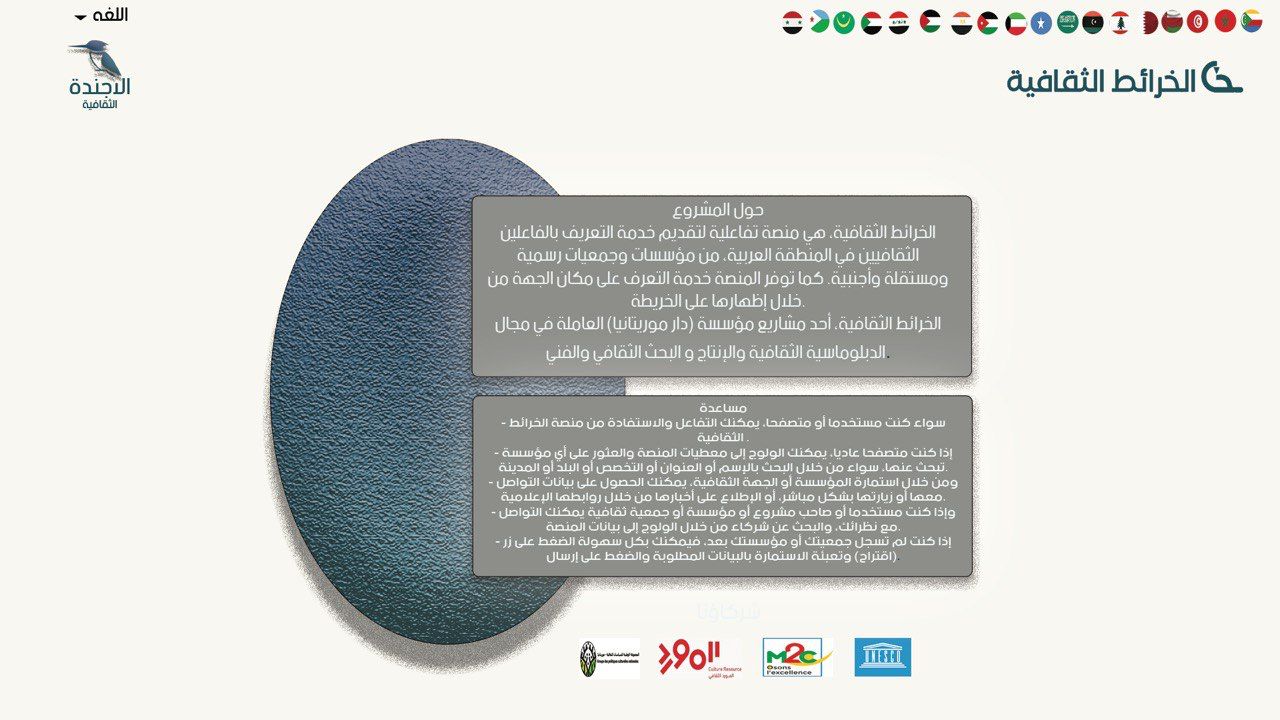 اللغه
الاجندة
الثقافية
الخرائط الثقافية
حول المشروع
الخرائط الثقافية، هي منصة تفاعلية لتقديم خدمة التعريف بالفاعلين
الثقافيين في المنطقة العربية، من مؤسسات وجمعيات رسمية
ومستقلة وأجنبية. كما توفر المنصة خدمة التعرف على مكان الجهة من
خلال إظهارها على الخريطة.
الخرائط الثقافية، أحد مشاريع مؤسسة (دار موريتانيا) العاملة في مجال
الدبلوماسية الثقافية والإنتاج و البحث الثقافي والفني.
مساعدة
سواء كنت مستخدما أو متصفحا، يمكنك التفاعل والاستفادة من منصة الخرائط -
الثقافية .
إذا كنت متصفحا عاديا، يمكنك الولوج إلى معطيات المنصة والعثور على أي مؤسسة -
تبحث عنها، سواء من خلال البحث بالإسم أو العنوان أو التخصص أو البلد أو المدينة.
ومن خلال استمارة المؤسسة أو الجهة الثقافية، يمكنك الحصول على بيانات التواصل -
معها أو زيارتها بشكل مباشر، أو الإطلاع على أخبارها من خلال روابطها الإعلامية.
وإذا كنت مستخدما أو صاحب مشروع أو مؤسسة أو جمعية ثقافية يمكنك التواصل -
مع نظرائك، والبحث عن شركاء من خلال الولوج إلى بيانات المنصة.
إذا كنت لم تسجل جمعيتك أو مؤسستك بعد، فيمكنك بكل سهولة الضغط على زر -
(اقتراح) وتعبئة الاستمارة بالبيانات المطلوبة والضغط على إرسال.
شركاؤنا
المورد
Culture Resource
المورد الثقافي
M2C
Osons
l'excellence
UNESCO